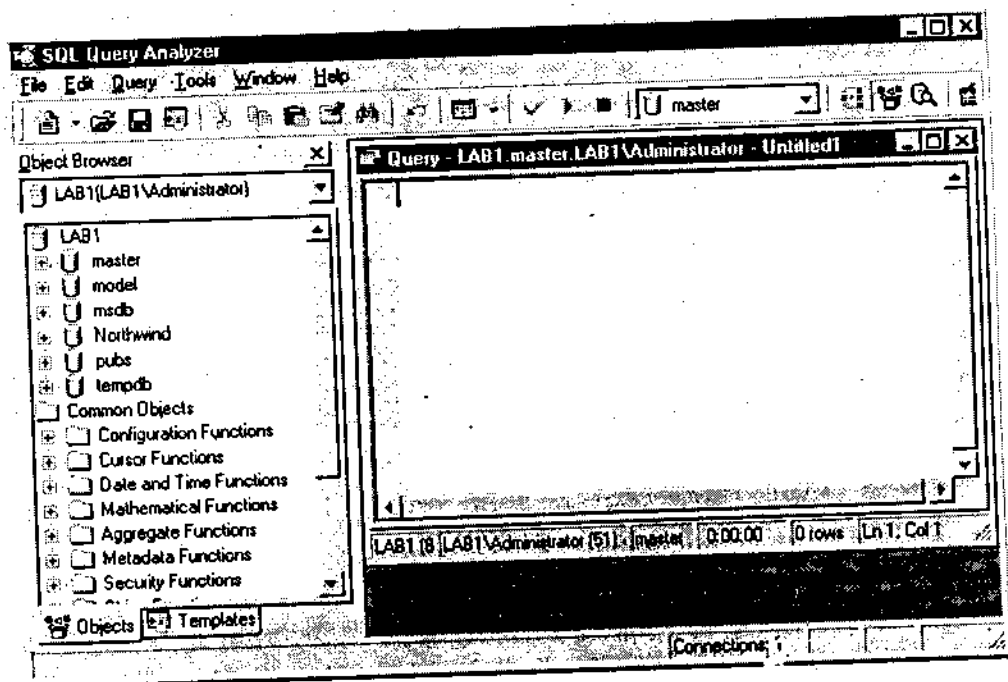 SQL Query Analyzer
File Edit Query Tools Window Help
master
Object Browser
LAB1(LAB1\Administrator)
LAB1
master
model
msdb
Northwind
pubs
tempdb
Common Objects
Configuration Functions
Cursor Functions
Date and Time Functions
Mathematical Functions
Aggregate Functions
Metadata Functions
Security Functions
Objects Templates
Query - LAB1.master.LAB1\Administrator - Untitled1
LAB1 (8 LAB1\Administrator (51) master 0:00:00 0 rows Ln 1, Col 1
Connections: 1